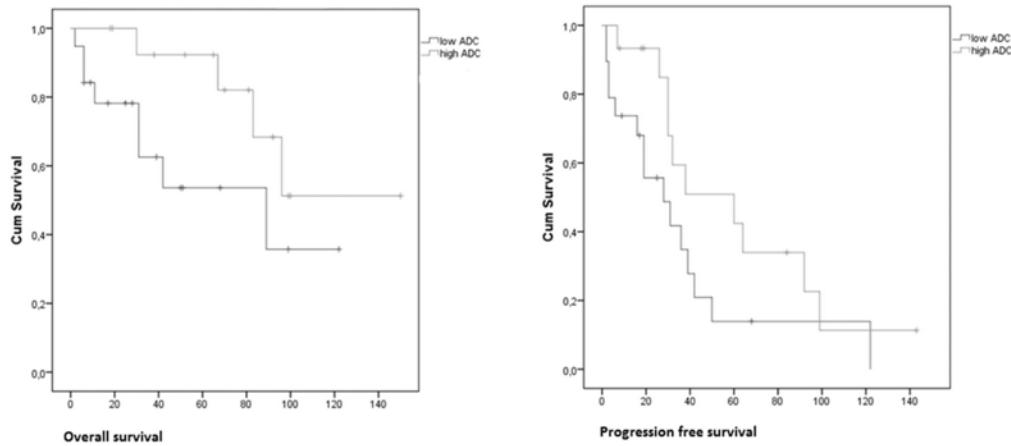 1,0
0,8
0,6
0,4
0,2
0,0
Cum Survival
0 20 40 60 80 100 120 140
Overall survival
low ADC
high ADC
1,0
0,8
0,6
0,4
0,2
0,0
Cum Survival
0 20 40 60 80 100 120 140
Progression free survival
low ADC
high ADC